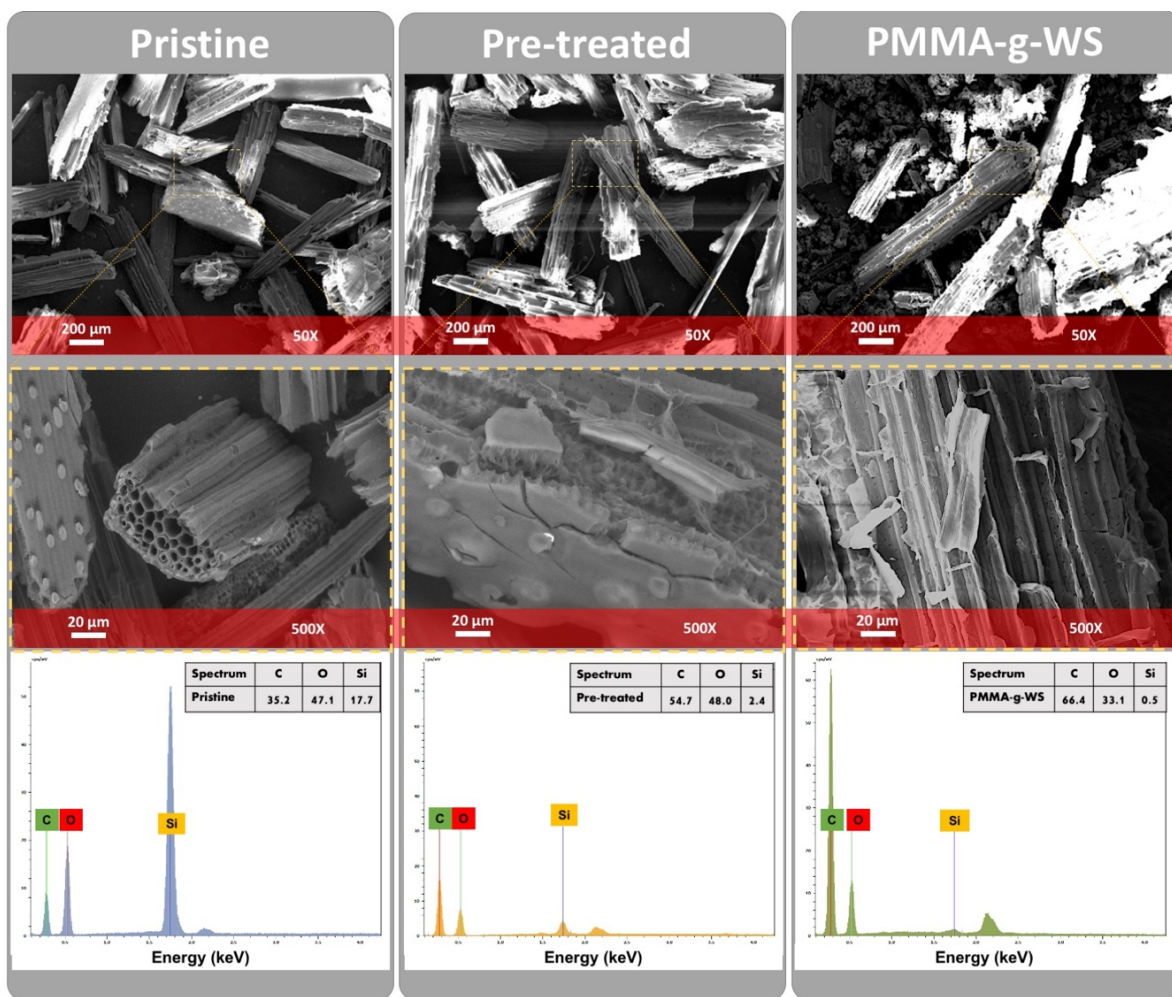 Pristine
Pre-treated
PMMA-g-WS
200 µm
50X
200 µm
50X
200 µm
50X
20 µm
500X
20 µm
500X
20 µm
500X
Spectrum C O Si
Pristine 35.2 47.1 17.7
C O Si
Energy (keV)
Spectrum C O Si
Pre-treated 54.7 48.0 2.4
C O Si
Energy (keV)
Spectrum C O Si
PMMA-g-WS 66.4 33.1 0.5
C O Si
Energy (keV)